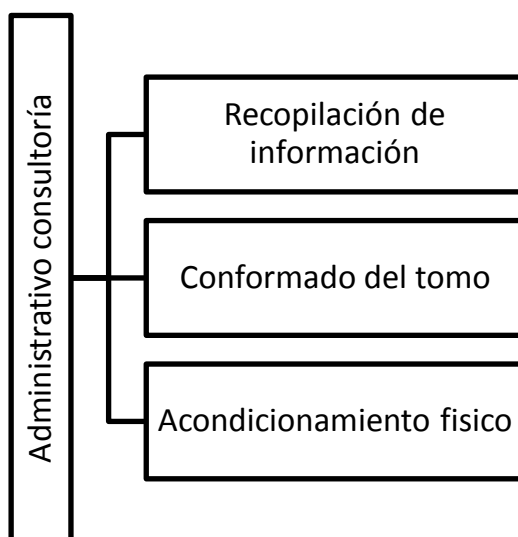 Administrativo consultoría
Recopilación de
información
Conformado del tomo
Acondicionamiento fisico